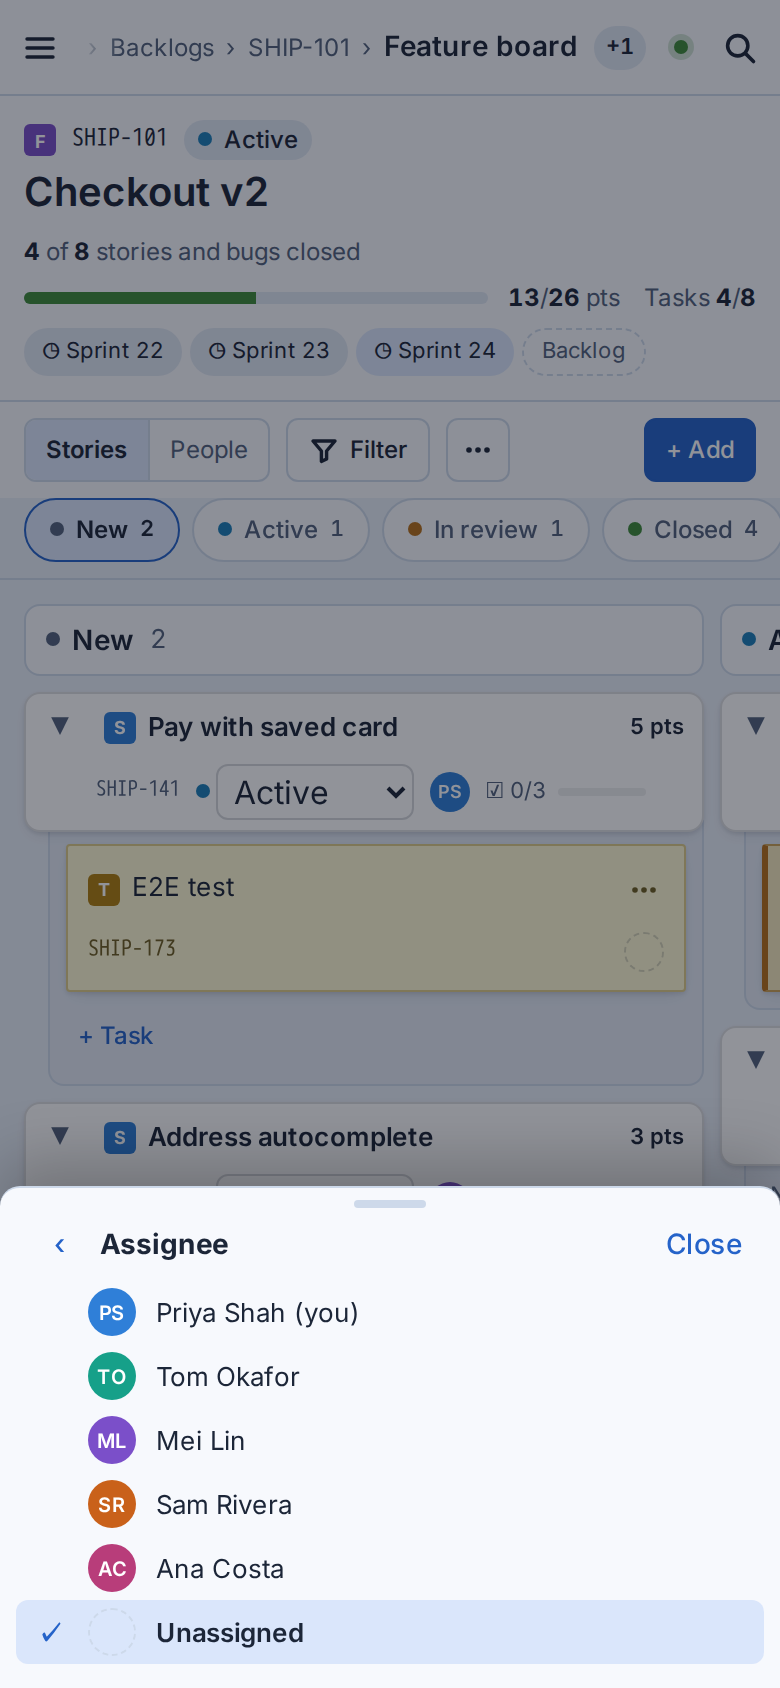 › Backlogs › SHIP-101 › Feature board +1
F SHIP-101 Active
Checkout v2
4 of 8 stories and bugs closed
13/26 pts Tasks 4/8
Sprint 22 Sprint 23 Sprint 24 Backlog
Stories People Filter ••• + Add
New 2 Active 1 In review 1 Closed 4
New 2
▼ S Pay with saved card 5 pts
SHIP-141 Active PS ☑ 0/3
T E2E test •••
SHIP-173
+ Task
▼ S Address autocomplete 3 pts
‹ Assignee Close
PS Priya Shah (you)
TO Tom Okafor
ML Mei Lin
SR Sam Rivera
AC Ana Costa
✓ Unassigned